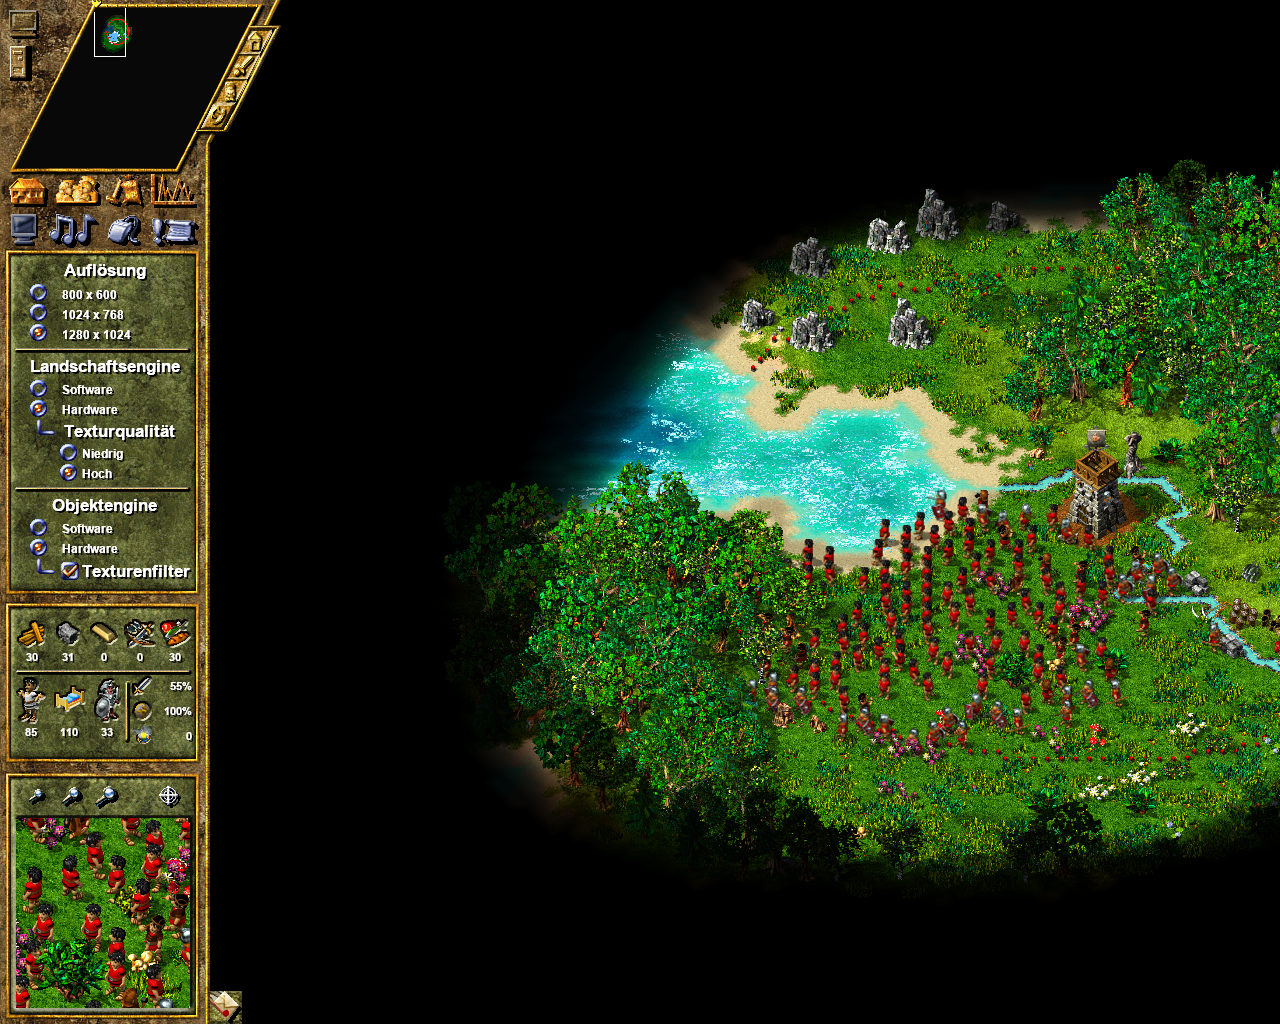 Auflösung
800 x 600
1024 x 768
1280 x 1024
Landschaftsengine
Software
Hardware
Texturqualität
Niedrig
Hoch
Objektengine
Software
Hardware
Texturenfilter
30 31 0 0 30
55%
100%
85 110 33 0